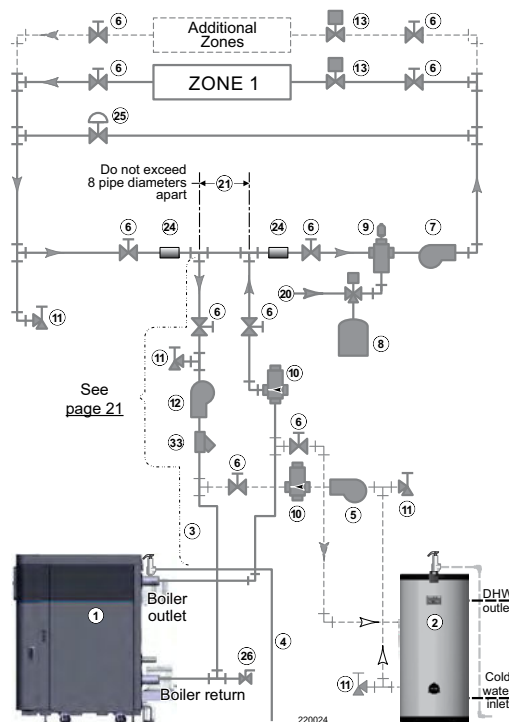 6
Additional
Zones
13
6
6
ZONE 1
13
6
25
Do not exceed
8 pipe diameters
apart
21
6
24
24
6
9
7
20
11
8
6
6
11
See
page 21
12
10
33
6
6
10
5
11
3
1
Boiler
outlet
4
2
DHW
outle
26
11
Boiler return
Cold
wate
inlet
220024